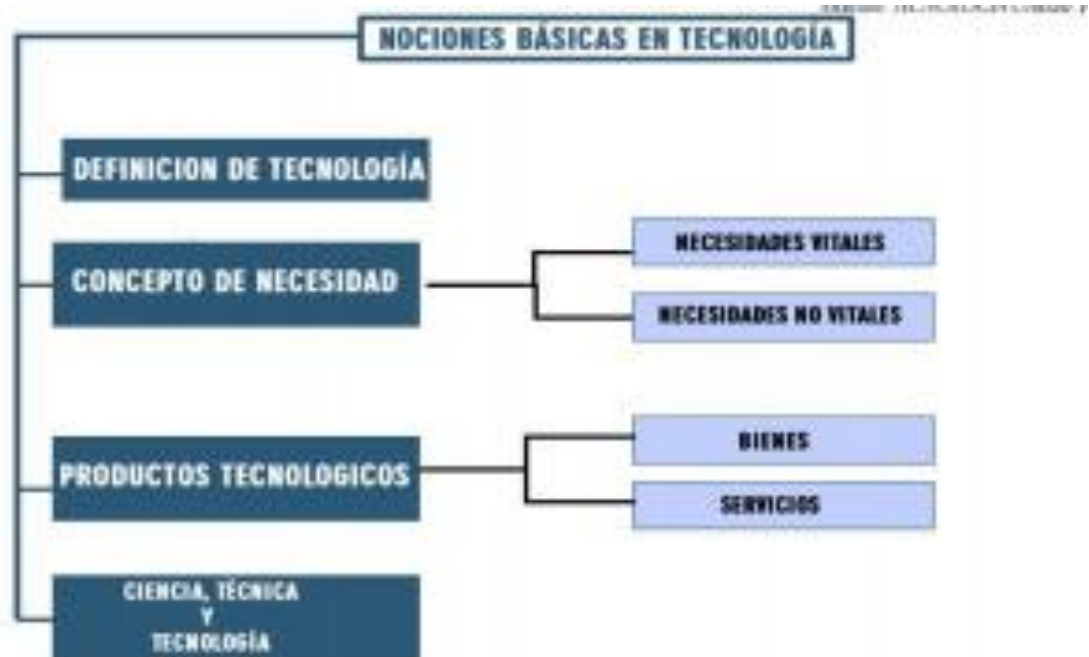 NOCIONES BÁSICAS EN TECNOLOGÍA
DEFINICION DE TECNOLOGÍA
CONCEPTO DE NECESIDAD
NECESIDADES VITALES
NECESIDADES NO VITALES
PRODUCTOS TECNOLOGICOS
BIENES
SERVICIOS
CIENCIA, TÉCNICA
Y
TECNOLOGÍA